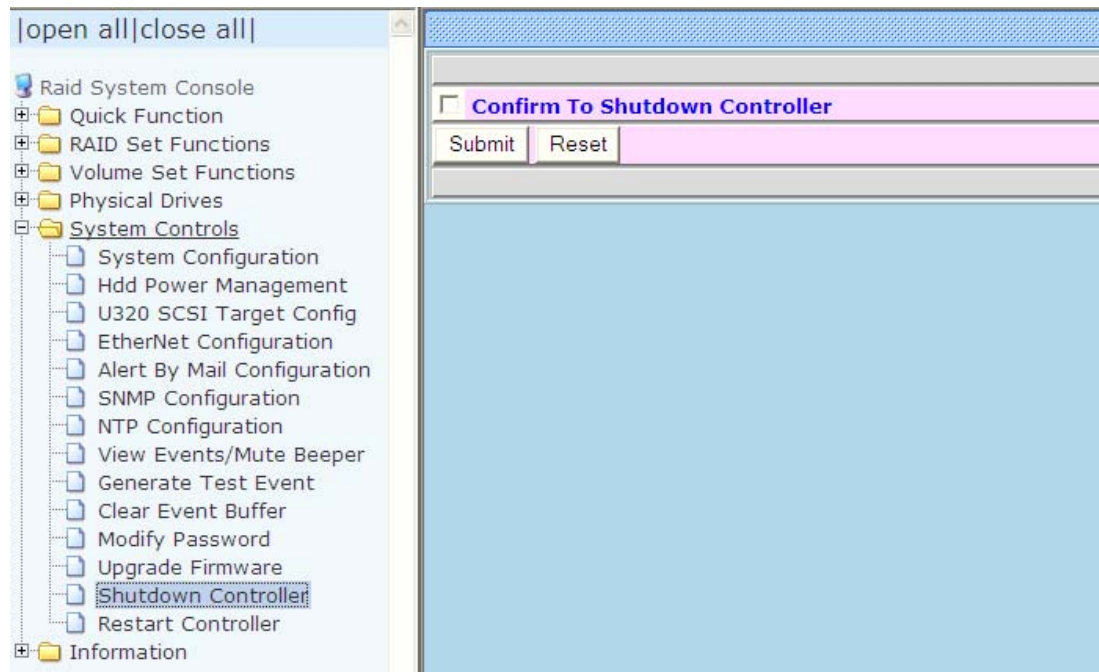 |open all|close all|
Raid System Console
Quick Function
RAID Set Functions
Volume Set Functions
Physical Drives
System Controls
System Configuration
Hdd Power Management
U320 SCSI Target Config
EtherNet Configuration
Alert By Mail Configuration
SNMP Configuration
NTP Configuration
View Events/Mute Beeper
Generate Test Event
Clear Event Buffer
Modify Password
Upgrade Firmware
Shutdown Controller
Restart Controller
Information
Confirm To Shutdown Controller
Submit Reset